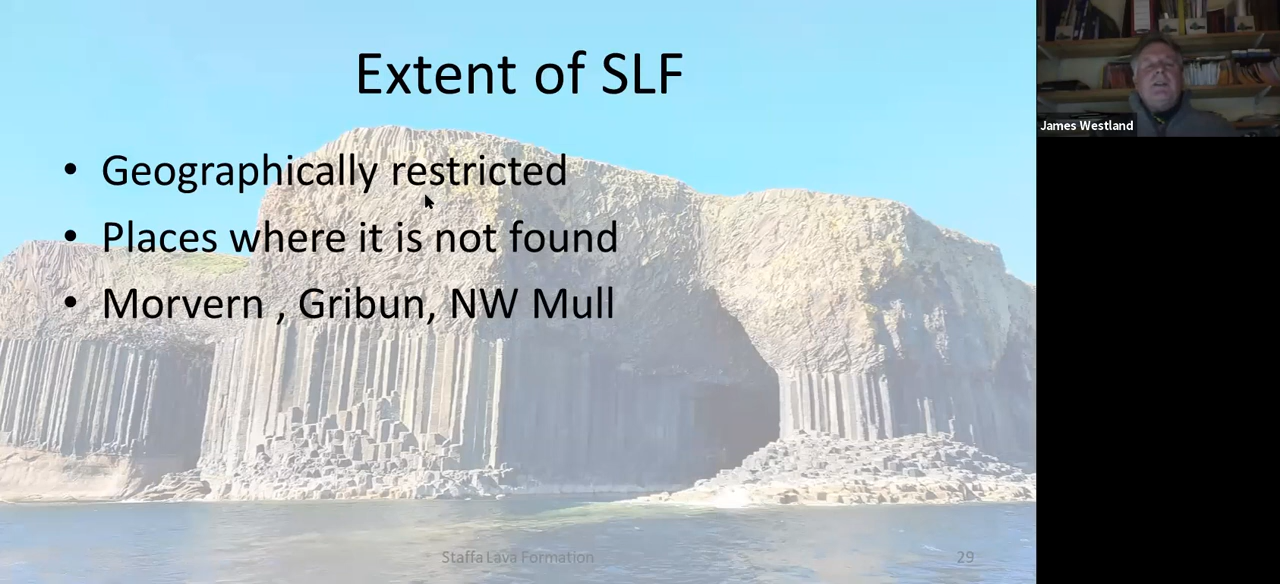 Extent of SLF
• Geographically restricted
• Places where it is not found
• Morvern , Gribun, NW Mull
Staffa Lava Formation
29
James Westland